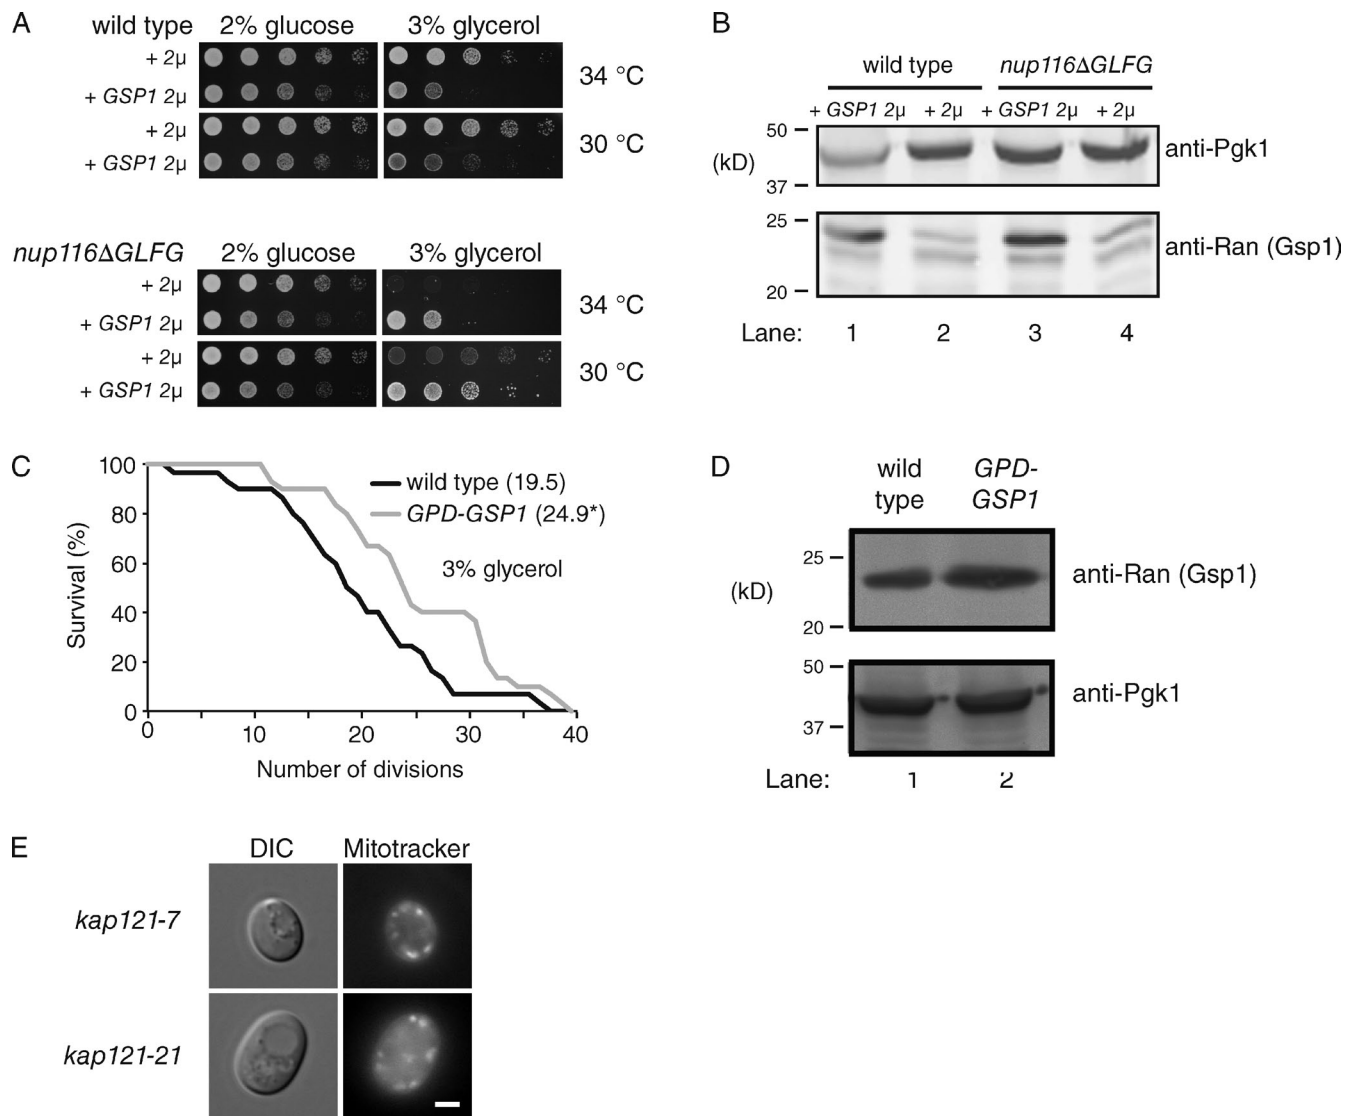 A
wild type 2% glucose 3% glycerol
+ 2μ
+ GSP1 2μ
34 °C
+ 2μ
+ GSP1 2μ
30 °C
nup116ΔGLFG 2% glucose 3% glycerol
+ 2μ
+ GSP1 2μ
34 °C
+ 2μ
+ GSP1 2μ
30 °C
B
wild type nup116ΔGLFG
+ GSP1 2μ + 2μ + GSP1 2μ + 2μ
50
(kD)
37
anti-Pgk1
25
20
anti-Ran (Gsp1)
Lane: 1 2 3 4
C
Survival (%)
100
80
60
40
20
0
wild type (19.5)
GPD-GSP1 (24.9*)
3% glycerol
0 10 20 30 40
Number of divisions
D
wild type
GPD-GSP1
25
(kD)
20
anti-Ran (Gsp1)
50
37
anti-Pgk1
Lane: 1 2
E
DIC Mitotracker
kap121-7
kap121-21